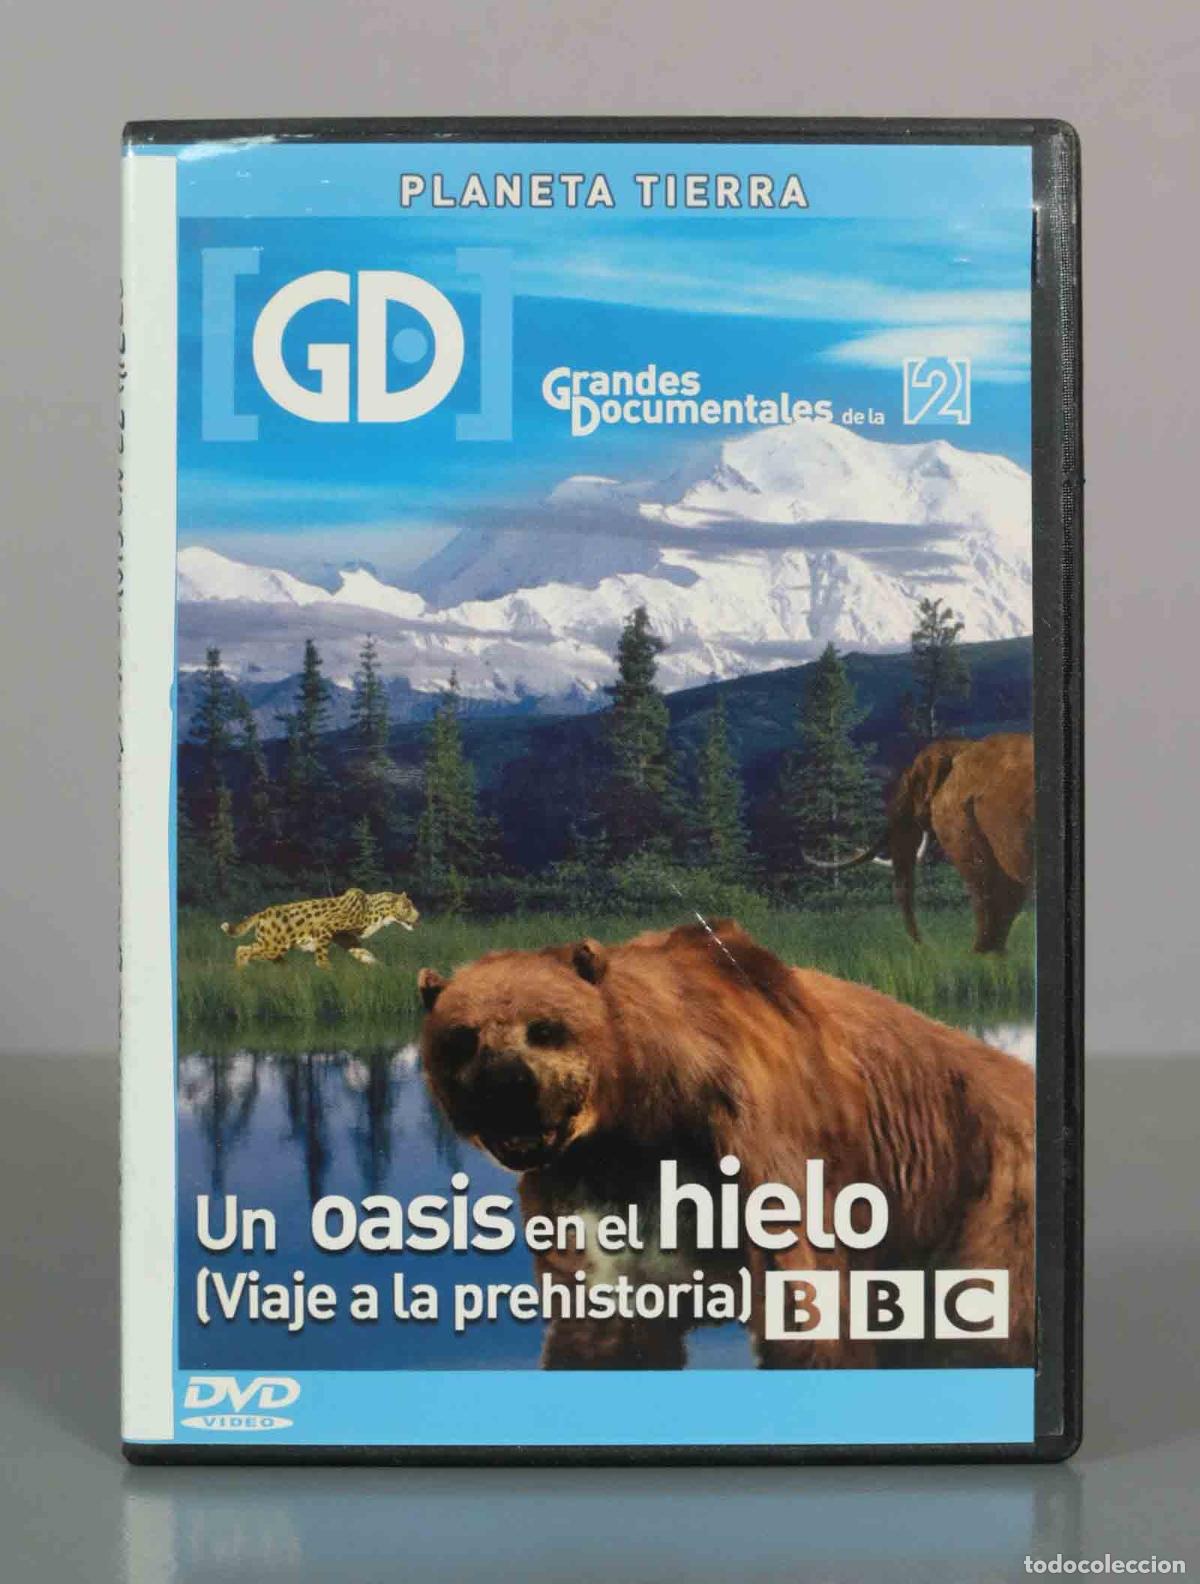 PLANETA TIERRA
[GD]
Grandes
Documentales de la 2
Un oasis en el hielo
(Viaje a la prehistoria) BBC
DVD
VIDEO
todocoleccion